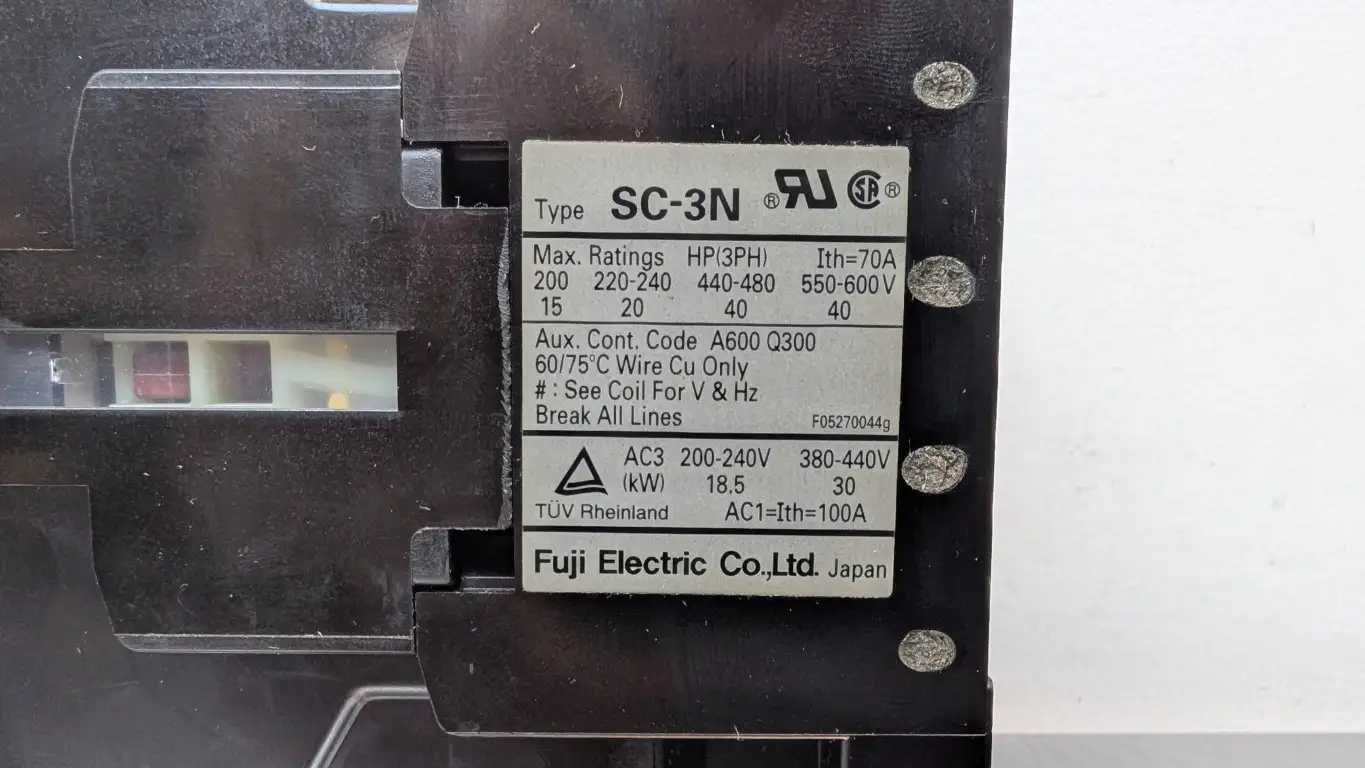 Type SC-3N ® RU SA ®
Max. Ratings HP(3PH) Ith=70A
200 220-240 440-480 550-600V
15 20 40 40
Aux. Cont. Code A600 Q300
60/75°C Wire Cu Only
# : See Coil For V & Hz
Break All Lines F05270044g
AC3 200-240V 380-440V
(kW) 18.5 30
TÜV Rheinland AC1=Ith=100A
Fuji Electric Co.,Ltd. Japan